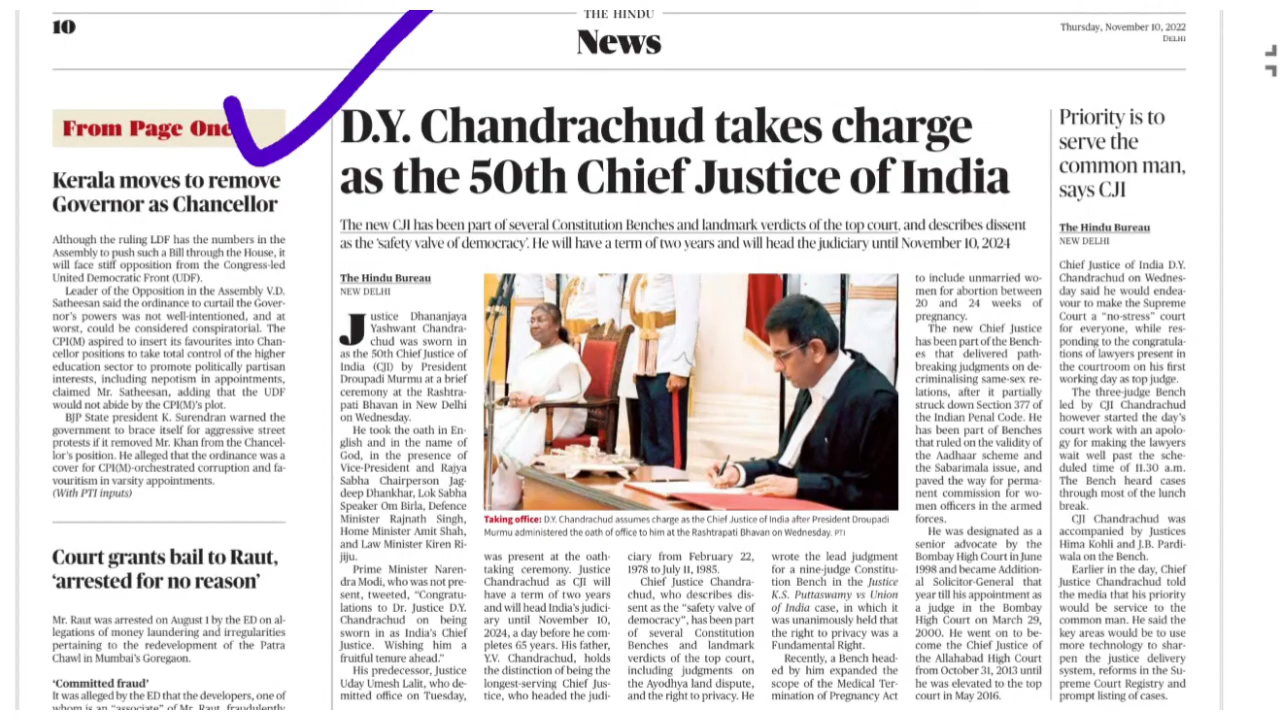 10
THE HINDU
News
Thursday, November 10, 2022
DELHI
From Page One
Kerala moves to remove
Governor as Chancellor
Although the ruling LDF has the numbers in the
Assembly to push such a Bill through the House, it
will face stiff opposition from the Congress-led
United Democratic Front (UDF).
Leader of the Opposition in the Assembly V.D.
Satheesan said the ordinance to curtail the Gover-
nor's powers was not well-intentioned, and at
worst, could be considered conspiratorial. The
CPI(M) aspired to insert its favourites into Chan-
cellor positions to take total control of the higher
education sector to promote politically partisan
interests, including nepotism in appointments,
claimed Mr. Satheesan, adding that the UDF
would not abide by the CPI(M)'s plot.
BJP State president K. Surendran warned the
government to brace itself for aggressive street
protests if it removed Mr. Khan from the Chancel-
lor's position. He alleged that the ordinance was a
cover for CPI(M)-orchestrated corruption and fa-
vouritism in varsity appointments.
(With PTI inputs)
Court grants bail to Raut,
'arrested for no reason'
Mr. Raut was arrested on August 1 by the ED on al-
legations of money laundering and irregularities
pertaining to the redevelopment of the Patra
Chawl in Mumbai's Goregaon.
'Committed fraud'
It was alleged by the ED that the developers, one of
whom is an "associate" of Mr. Raut, fraudulently
D.Y. Chandrachud takes charge
as the 50th Chief Justice of India
The new CJI has been part of several Constitution Benches and landmark verdicts of the top court, and describes dissent
as the 'safety valve of democracy'. He will have a term of two years and will head the judiciary until November 10, 2024
The Hindu Bureau
NEW DELHI
Justice Dhananjaya
Yashwant Chandra-
chud was sworn in
as the 50th Chief Justice of
India (CJI) by President
Droupadi Murmu at a brief
ceremony at the Rashtra-
pati Bhavan in New Delhi
on Wednesday.
He took the oath in En-
glish and in the name of
God, in the presence of
Vice-President and Rajya
Sabha Chairperson Jag-
deep Dhankhar, Lok Sabha
Speaker Om Birla, Defence
Minister Rajnath Singh,
Home Minister Amit Shah,
and Law Minister Kiren Ri-
jiju.
Prime Minister Naren-
dra Modi, who was not pre-
sent, tweeted, "Congratu-
lations to Dr. Justice D.Y.
Chandrachud on being
sworn in as India's Chief
Justice. Wishing him a
fruitful tenure ahead."
His predecessor, Justice
Uday Umesh Lalit, who de-
mitted office on Tuesday,
Taking office: D.Y. Chandrachud assumes charge as the Chief Justice of India after President Droupadi
Murmu administered the oath of office to him at the Rashtrapati Bhavan on Wednesday. PTI
was present at the oath-
taking ceremony. Justice
Chandrachud as CJI will
have a term of two years
and will head India's judici-
ary until November 10,
2024, a day before he com-
pletes 65 years. His father,
Y.V. Chandrachud, holds
the distinction of being the
longest-serving Chief Jus-
tice, who headed the judi-
ciary from February 22,
1978 to July 11, 1985.
Chief Justice Chandra-
chud, who describes dis-
sent as the "safety valve of
democracy", has been part
of several Constitution
Benches and landmark
verdicts of the top court,
including judgments on
the Ayodhya land dispute,
and the right to privacy. He
wrote the lead judgment
for a nine-judge Constitu-
tion Bench in the Justice
K.S. Puttaswamy vs Union
of India case, in which it
was unanimously held that
the right to privacy was a
Fundamental Right.
Recently, a Bench head-
ed by him expanded the
scope of the Medical Ter-
mination of Pregnancy Act
to include unmarried wo-
men for abortion between
20 and 24 weeks of
pregnancy.
The new Chief Justice
has been part of the Bench-
es that delivered path-
breaking judgments on de-
criminalising same-sex re-
lations, after it partially
struck down Section 377 of
the Indian Penal Code. He
has been part of Benches
that ruled on the validity of
the Aadhaar scheme and
the Sabarimala issue, and
paved the way for perma-
nent commission for wo-
men officers in the armed
forces.
He was designated as a
senior advocate by the
Bombay High Court in June
1998 and became Addition-
al Solicitor-General that
year till his appointment as
a judge in the Bombay
High Court on March 29,
2000. He went on to be-
come the Chief Justice of
the Allahabad High Court
from October 31, 2013 until
he was elevated to the top
court in May 2016.
Priority is to
serve the
common man,
says CJI
The Hindu Bureau
NEW DELHI
Chief Justice of India D.Y.
Chandrachud on Wednes-
day said he would endea-
vour to make the Supreme
Court a "no-stress" court
for everyone, while res-
ponding to the congratula-
tions of lawyers present in
the courtroom on his first
working day as top judge.
The three-judge Bench
led by CJI Chandrachud
however started the day's
court work with an apolo-
gy for making the lawyers
wait well past the sche-
duled time of 11.30 a.m.
The Bench heard cases
through most of the lunch
break.
CJI Chandrachud was
accompanied by Justices
Hima Kohli and J.B. Pardi-
wala on the Bench.
Earlier in the day, Chief
Justice Chandrachud told
the media that his priority
would be service to the
common man. He said the
key areas would be to use
more technology to shar-
pen the justice delivery
system, reforms in the Su-
preme Court Registry and
prompt listing of cases.